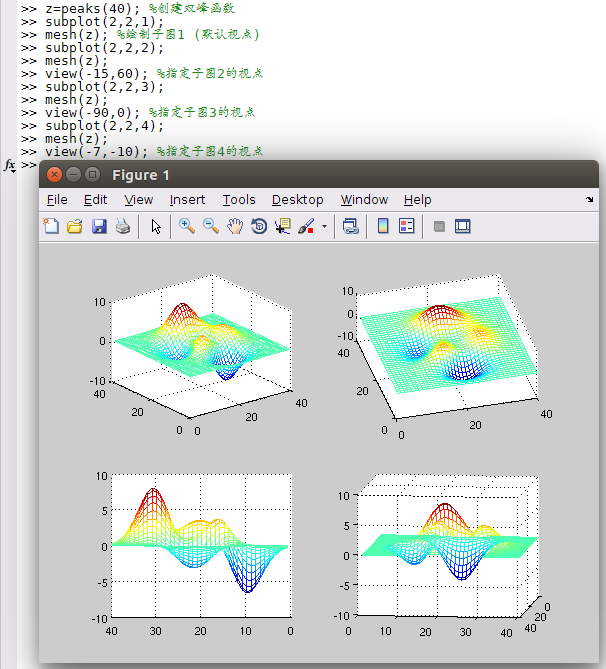 >> z=peaks(40); %创建双峰函数
>> subplot(2,2,1);
>> mesh(z); %绘制子图1 (默认视点)
>> subplot(2,2,2);
>> mesh(z);
>> view(-15,60); %指定子图2的视点
>> subplot(2,2,3);
>> mesh(z);
>> view(-90,0); %指定子图3的视点
>> subplot(2,2,4);
>> mesh(z);
>> view(-7,-10); %指定子图4的视点
fx >>
Figure 1
File Edit View Insert Tools Desktop Window Help
10
0
-10
40
20
0
0
20
40
10
0
-10
40
20
0
0
20
40
10
5
0
-5
-10
40 30 20 10 0
10
5
0
-5
-10
0 10 20 30 40
0
20
40